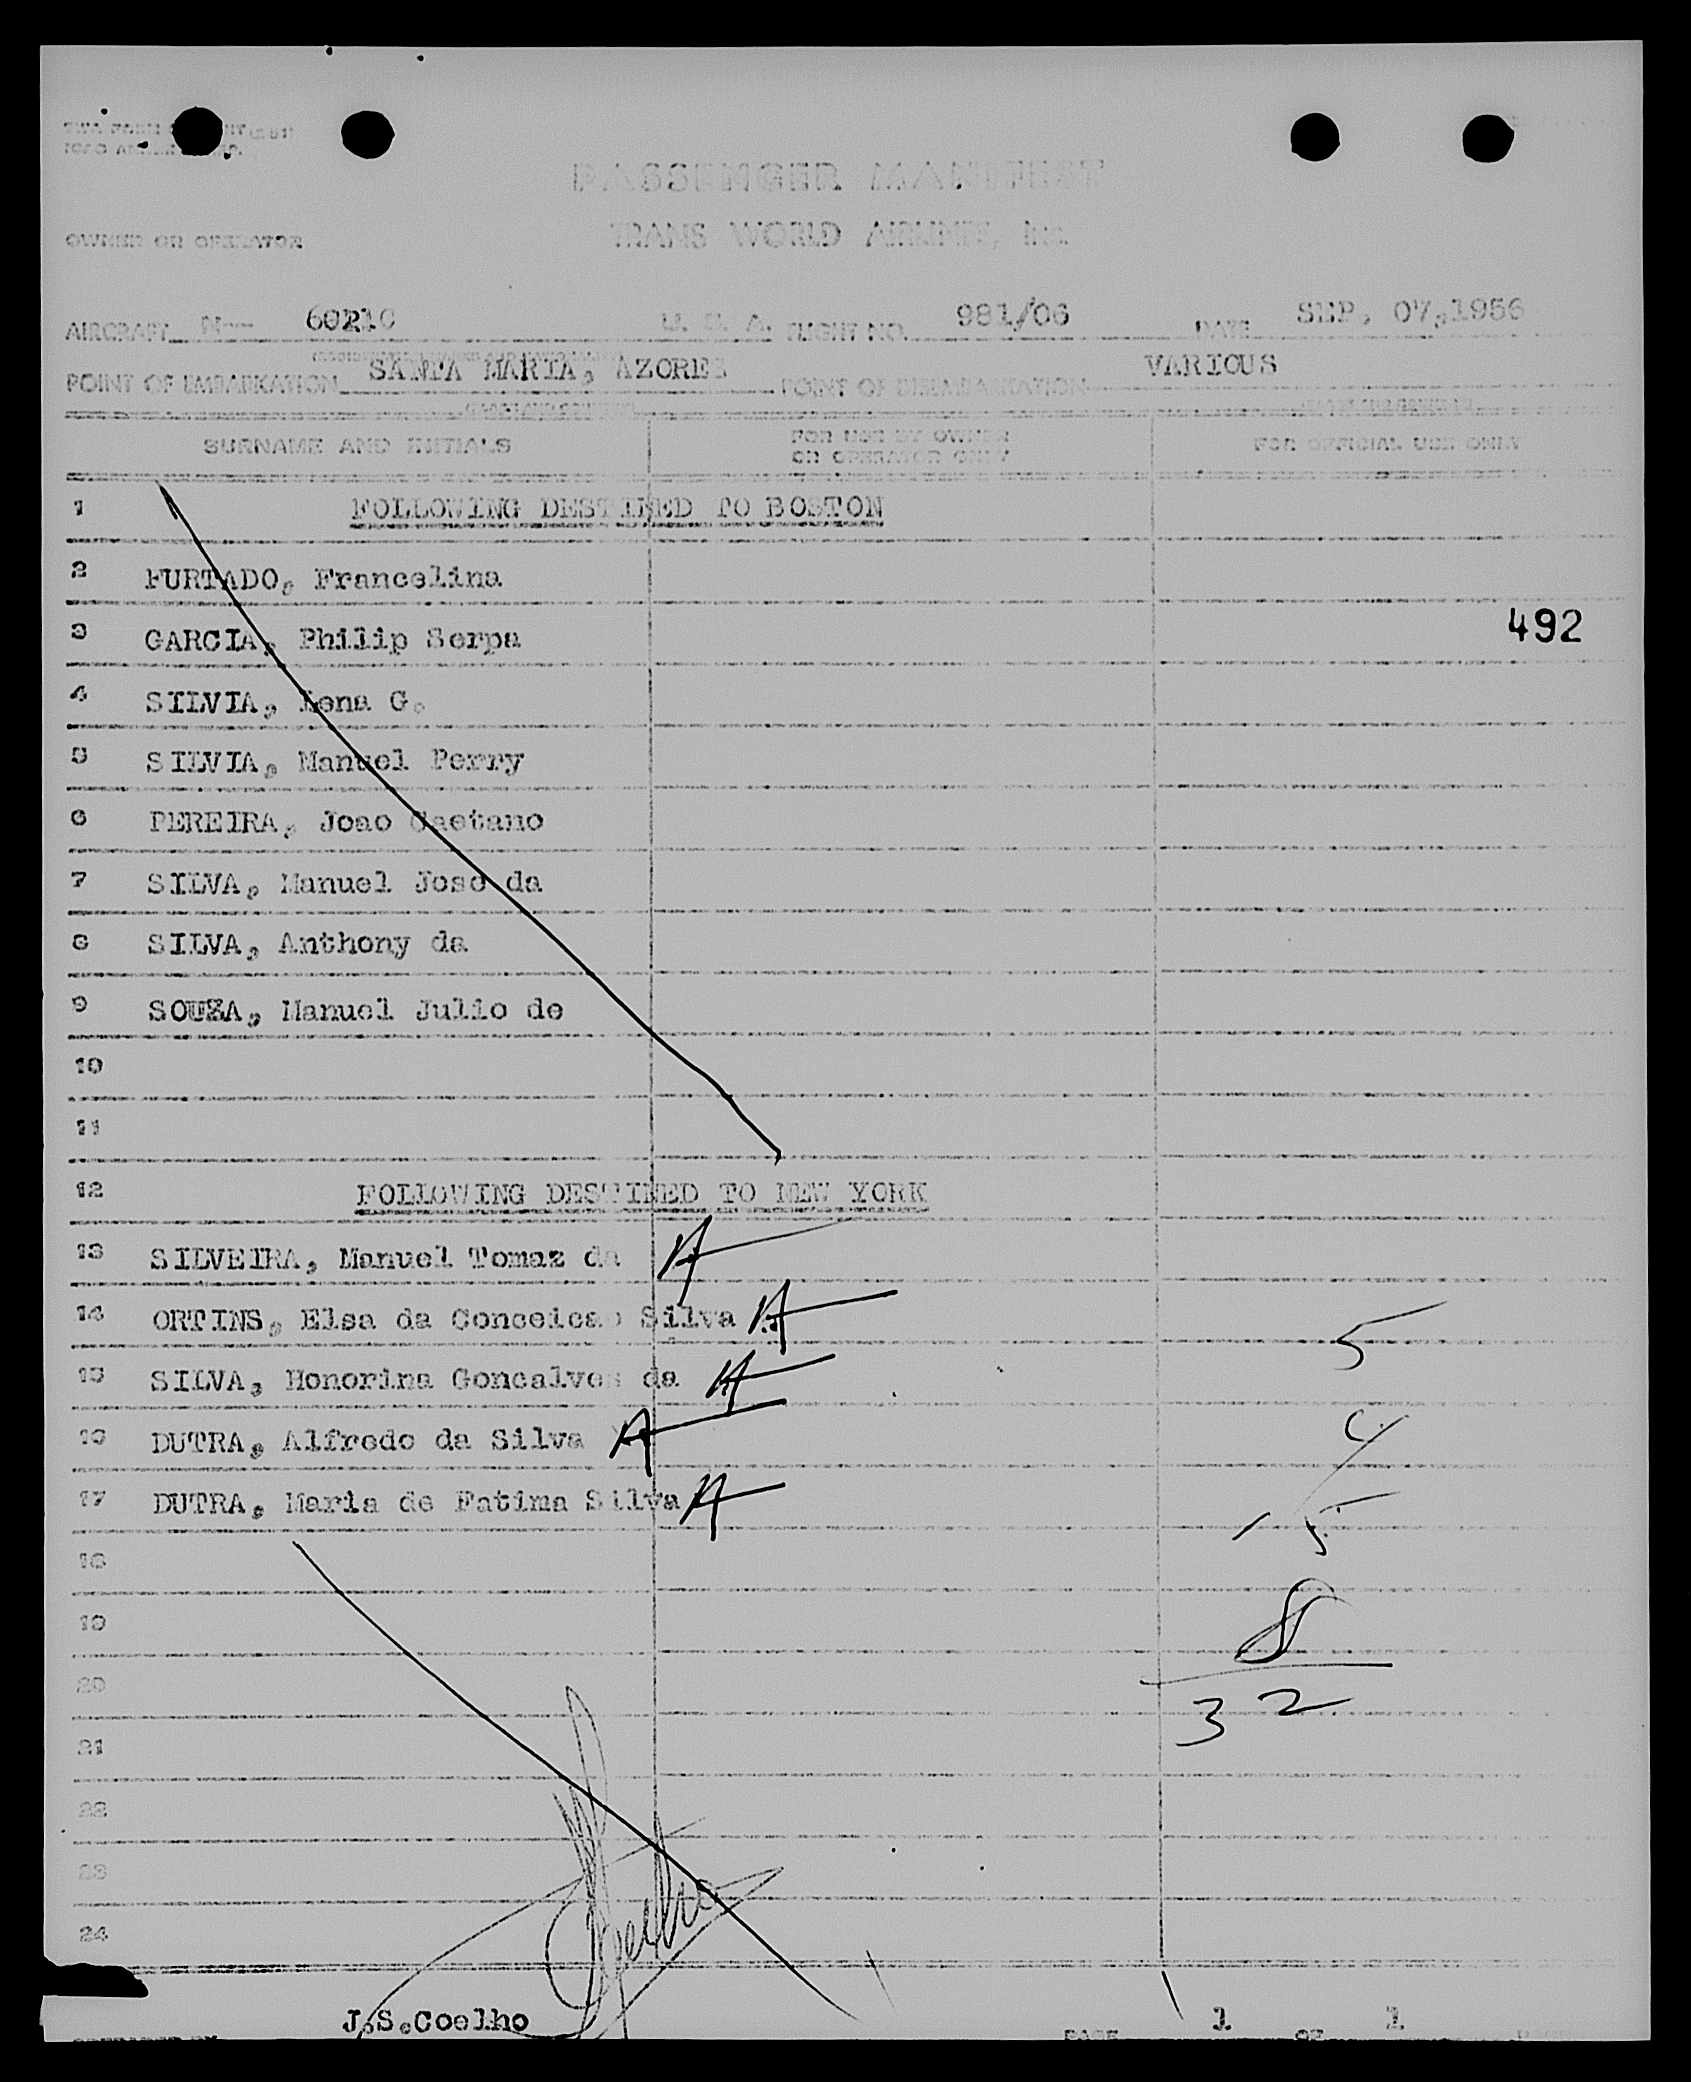 PASSENGER MANIFEST
OWNER OR OPERATOR TRANS WORLD AIRLINES, Inc.
AIRCRAFT N-- U. S. A. FLIGHT NO. 981/06 DATE SEP, 07,1956
POINT OF EMBARKATION SANTA MARIA, AZORES POINT OF DISEMBARKATION VARIOUS
SURNAME AND INITIALS FOR USE BY OWNER OR OPERATOR ONLY FOR OFFICIAL USE ONLY
1 FOLLOWING DESTINED TO BOSTON
2 FURTADO, Francelina
3 GARCIA, Philip Serpa 492
4 SILVIA, Lena G.
5 SILVIA, Manuel Perry
6 PEREIRA, Joao Caetano
7 SILVA, Manuel Jose da
8 SILVA, Anthony da
9 SOUZA, Manuel Julio de
10
11
12 FOLLOWING DESTINED TO NEW YORK
13 SILVEIRA, Manuel Tomaz da A
14 ORTINS, Elsa da Conceicao Silva A 5
15 SILVA, Honorina Goncalves da A
16 DUTRA, Alfredo da Silva A
17 DUTRA, Maria de Fatima Silva A 5
18
19 8
20 32
21
22
23
24
J.S.Coelho PAGE 1 OF 1